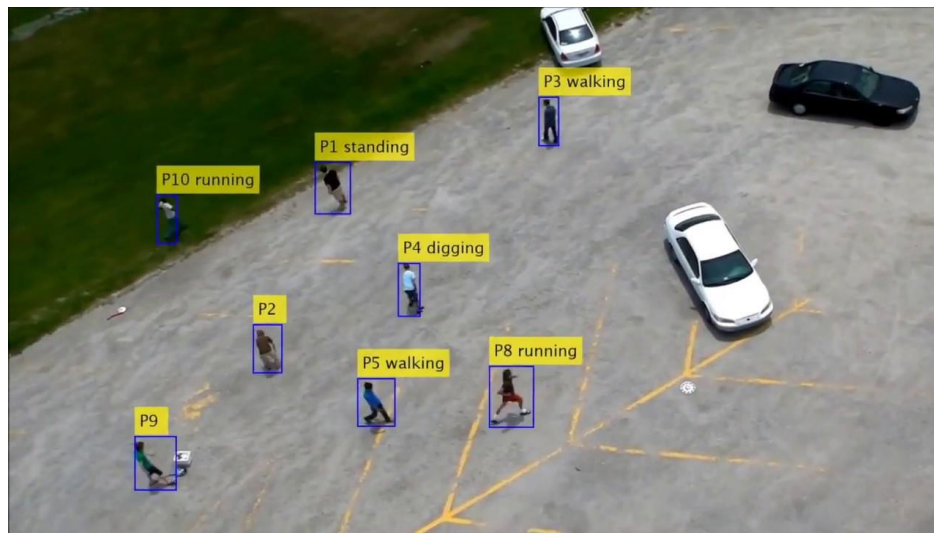 P3 walking
P1 standing
P10 running
P4 digging
P2
P8 running
P5 walking
P9